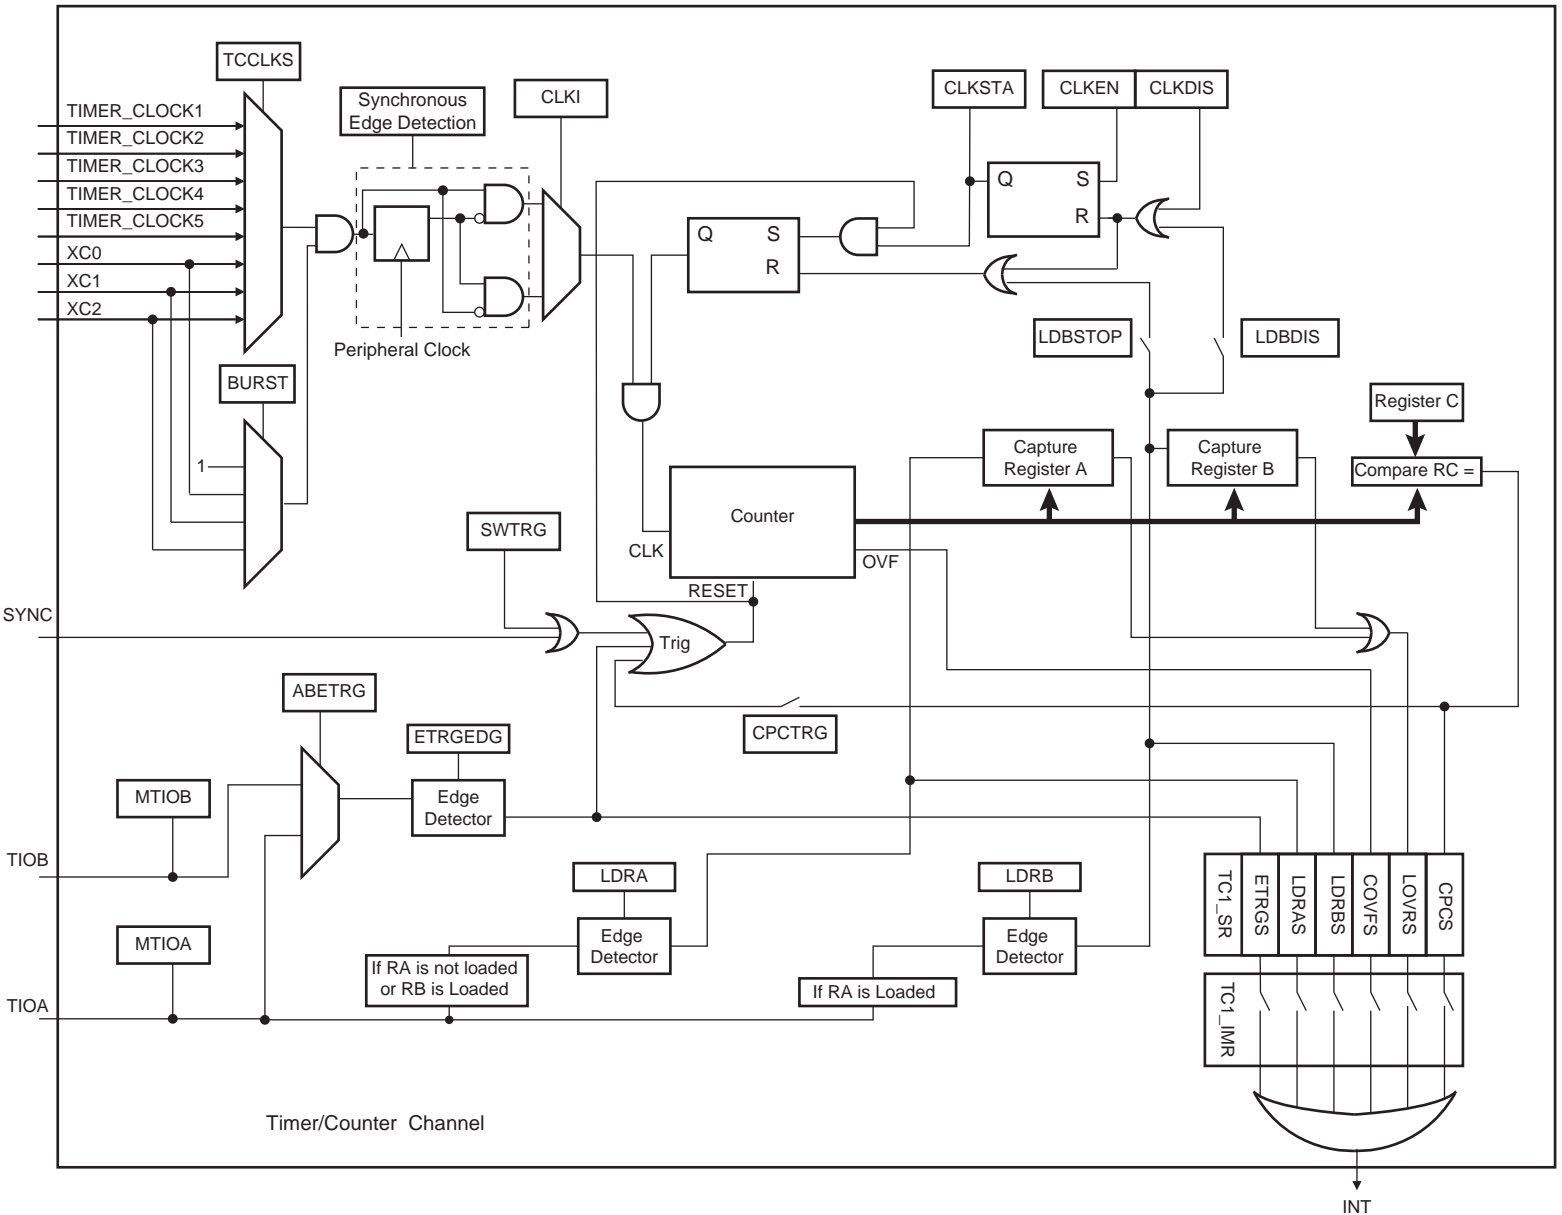 TCCLKS
TIMER_CLOCK1
TIMER_CLOCK2
TIMER_CLOCK3
TIMER_CLOCK4
TIMER_CLOCK5
XC0
XC1
XC2
Synchronous
Edge Detection
CLKI
Peripheral Clock
BURST
1
CLKSTA
CLKEN
CLKDIS
Q
S
R
Q
S
R
LDBSTOP
LDBDIS
Register C
Capture
Register A
Capture
Register B
Compare RC =
Counter
CLK
OVF
RESET
SWTRG
SYNC
Trig
ABETRG
ETRGEDG
CPCTRG
MTIOB
Edge
Detector
TIOB
LDRA
LDRB
MTIOA
Edge
Detector
Edge
Detector
If RA is not loaded
or RB is Loaded
If RA is Loaded
TIOA
TC1_SR
ETRGS
LDRAS
LDRBS
COVFS
LOVRS
CPCS
TC1_IMR
Timer/Counter Channel
INT